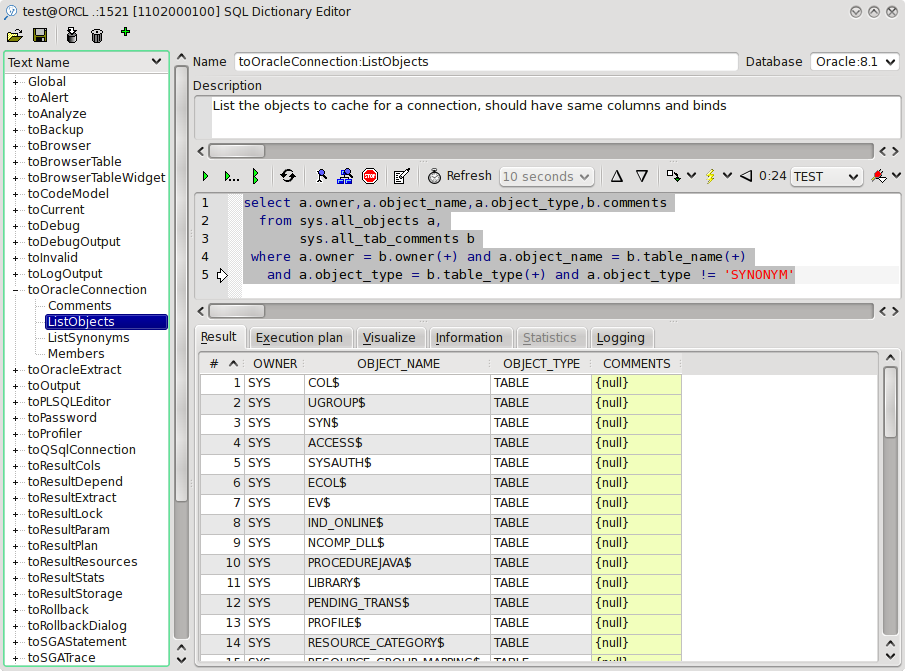 test@ORCL .:1521 [1102000100] SQL Dictionary Editor
Text Name
Global
toAlert
toAnalyze
toBackup
toBrowser
toBrowserTable
toBrowserTableWidget
toCodeModel
toCurrent
toDebug
toDebugOutput
toInvalid
toLogOutput
toOracleConnection
Comments
ListObjects
ListSynonyms
Members
toOracleExtract
toOutput
toPLSQLEditor
toPassword
toProfiler
toQSqlConnection
toResultCols
toResultDepend
toResultExtract
toResultLock
toResultParam
toResultPlan
toResultResources
toResultStats
toResultStorage
toRollback
toRollbackDialog
toSGAStatement
toSGATrace
Name toOracleConnection:ListObjects Database Oracle:8.1
Description
List the objects to cache for a connection, should have same columns and binds
STOP Refresh 10 seconds 0:24 TEST
1 select a.owner,a.object_name,a.object_type,b.comments
2 from sys.all_objects a,
3 sys.all_tab_comments b
4 where a.owner = b.owner(+) and a.object_name = b.table_name(+)
5 and a.object_type = b.table_type(+) and a.object_type != 'SYNONYM'
Result Execution plan Visualize Information Statistics Logging
# OWNER OBJECT_NAME OBJECT_TYPE COMMENTS
1 SYS COL$ TABLE {null}
2 SYS UGROUP$ TABLE {null}
3 SYS SYN$ TABLE {null}
4 SYS ACCESS$ TABLE {null}
5 SYS SYSAUTH$ TABLE {null}
6 SYS ECOL$ TABLE {null}
7 SYS EV$ TABLE {null}
8 SYS IND_ONLINE$ TABLE {null}
9 SYS NCOMP_DLL$ TABLE {null}
10 SYS PROCEDUREJAVA$ TABLE {null}
11 SYS LIBRARY$ TABLE {null}
12 SYS PENDING_TRANS$ TABLE {null}
13 SYS PROFILE$ TABLE {null}
14 SYS RESOURCE_CATEGORY$ TABLE {null}
15 SYS RESOURCE_GROUP_MAPPING$ TABLE {null}